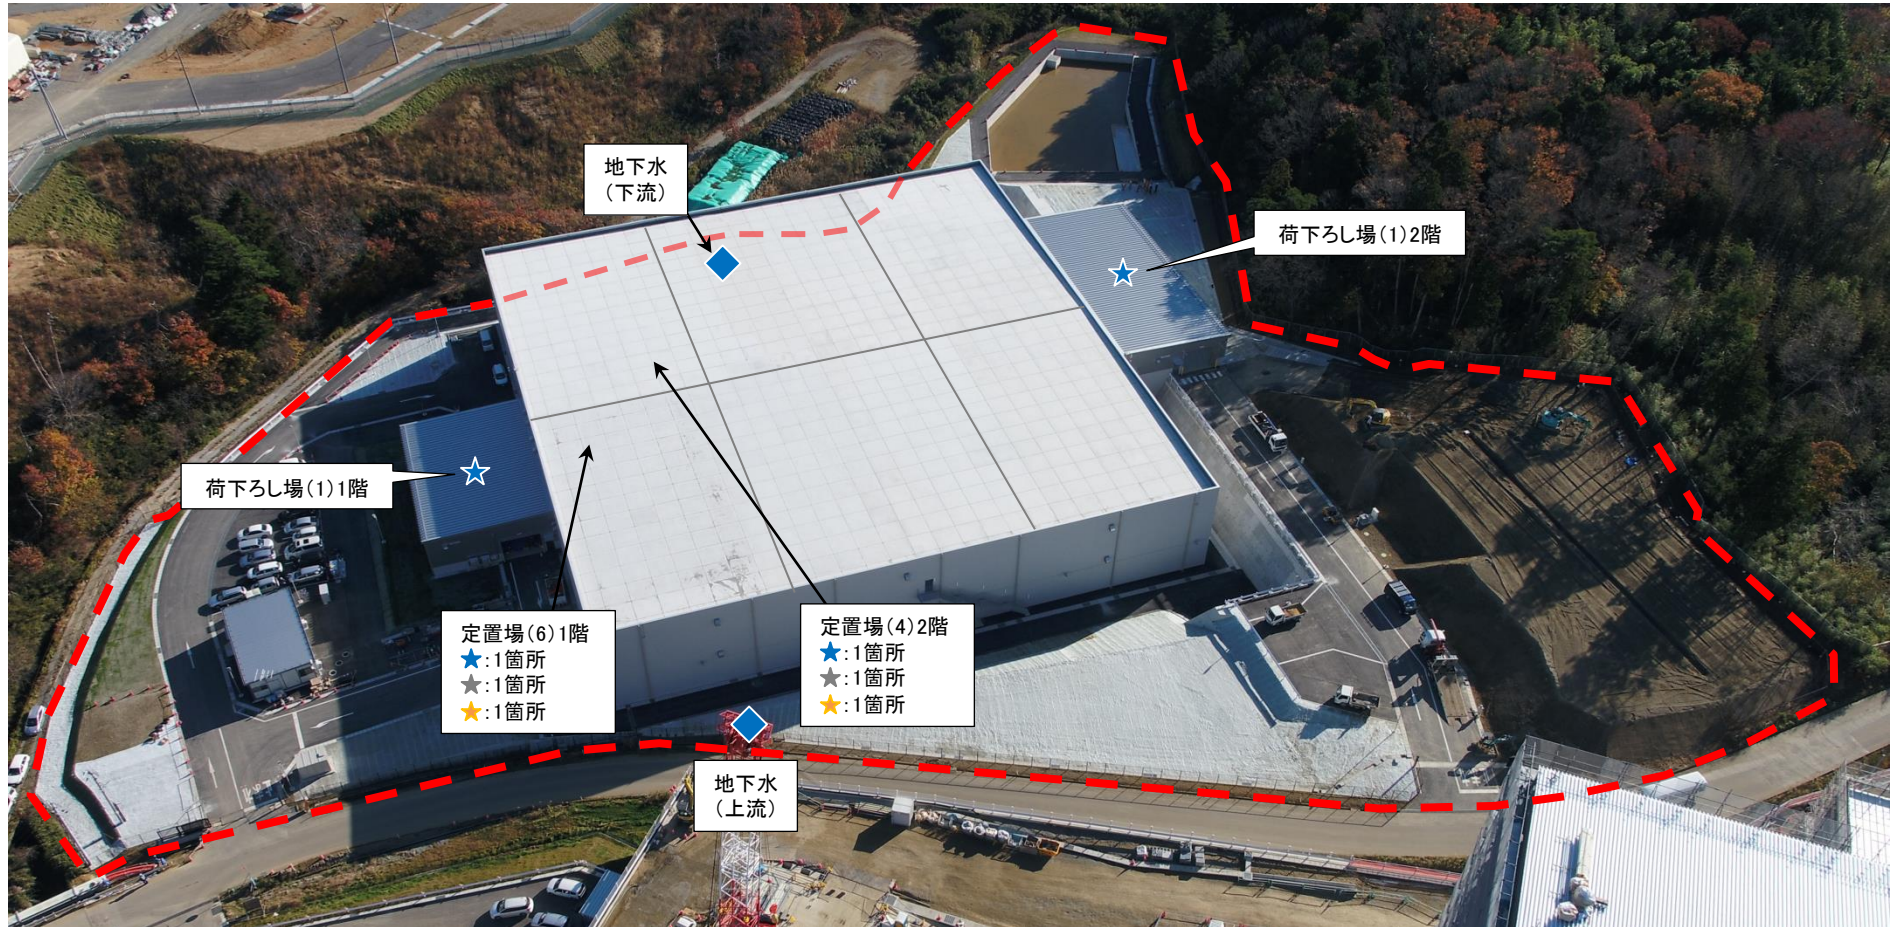 地下水
(下流)
荷下ろし場(1)2階
荷下ろし場(1)1階
定置場(6)1階
★:1箇所
★:1箇所
★:1箇所
定置場(4)2階
★:1箇所
★:1箇所
★:1箇所
地下水
(上流)